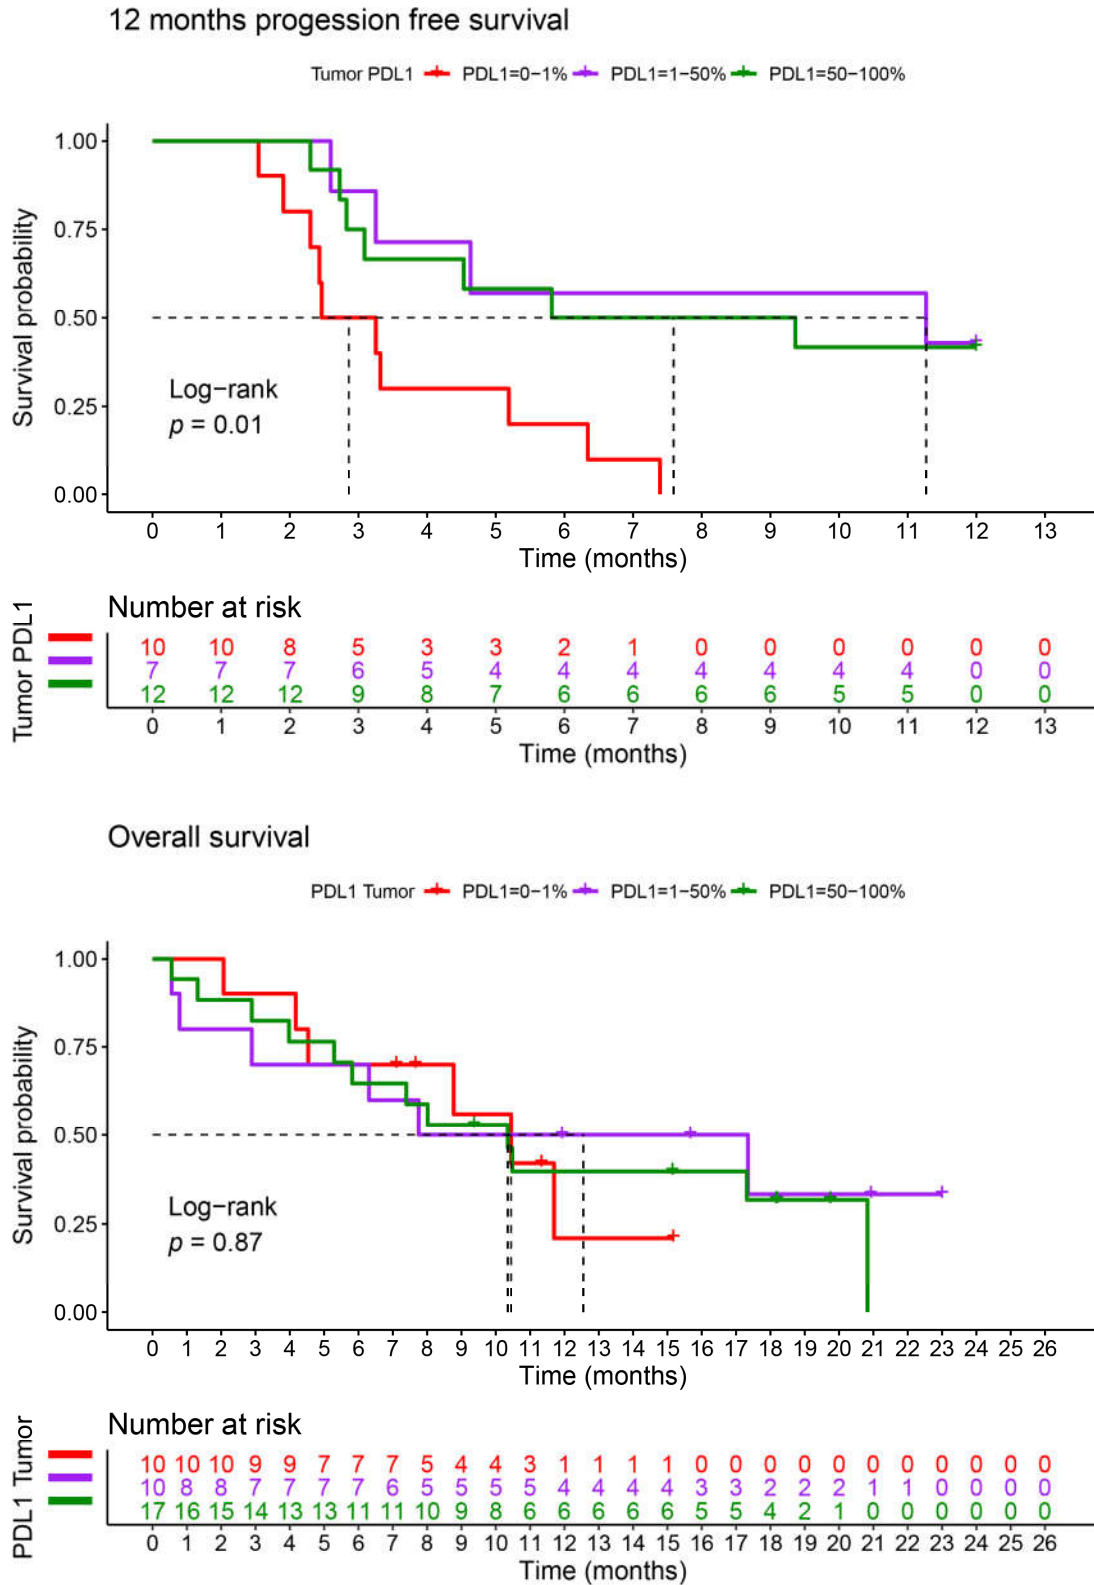 12 months progession free survival
Tumor PDL1 PDL1=0−1% PDL1=1−50% PDL1=50−100%
Survival probability
1.00
0.75
0.50
0.25
0.00
Log−rank
p = 0.01
0 1 2 3 4 5 6 7 8 9 10 11 12 13
Time (months)
Number at risk
Tumor PDL1
10 10 8 5 3 3 2 1 0 0 0 0 0 0
7 7 7 6 5 4 4 4 4 4 4 4 0 0
12 12 12 9 8 7 6 6 6 6 5 5 0 0
0 1 2 3 4 5 6 7 8 9 10 11 12 13
Time (months)
Overall survival
PDL1 Tumor PDL1=0−1% PDL1=1−50% PDL1=50−100%
Survival probability
1.00
0.75
0.50
0.25
0.00
Log−rank
p = 0.87
0 1 2 3 4 5 6 7 8 9 10 11 12 13 14 15 16 17 18 19 20 21 22 23 24 25 26
Time (months)
Number at risk
PDL1 Tumor
10 10 10 9 9 7 7 7 5 4 4 3 1 1 1 1 0 0 0 0 0 0 0 0 0 0 0
10 8 8 7 7 7 7 6 5 5 5 5 4 4 4 4 3 3 2 2 2 1 1 0 0 0 0
17 16 15 14 13 13 11 11 10 9 8 6 6 6 6 6 5 5 4 2 1 0 0 0 0 0 0
0 1 2 3 4 5 6 7 8 9 10 11 12 13 14 15 16 17 18 19 20 21 22 23 24 25 26
Time (months)